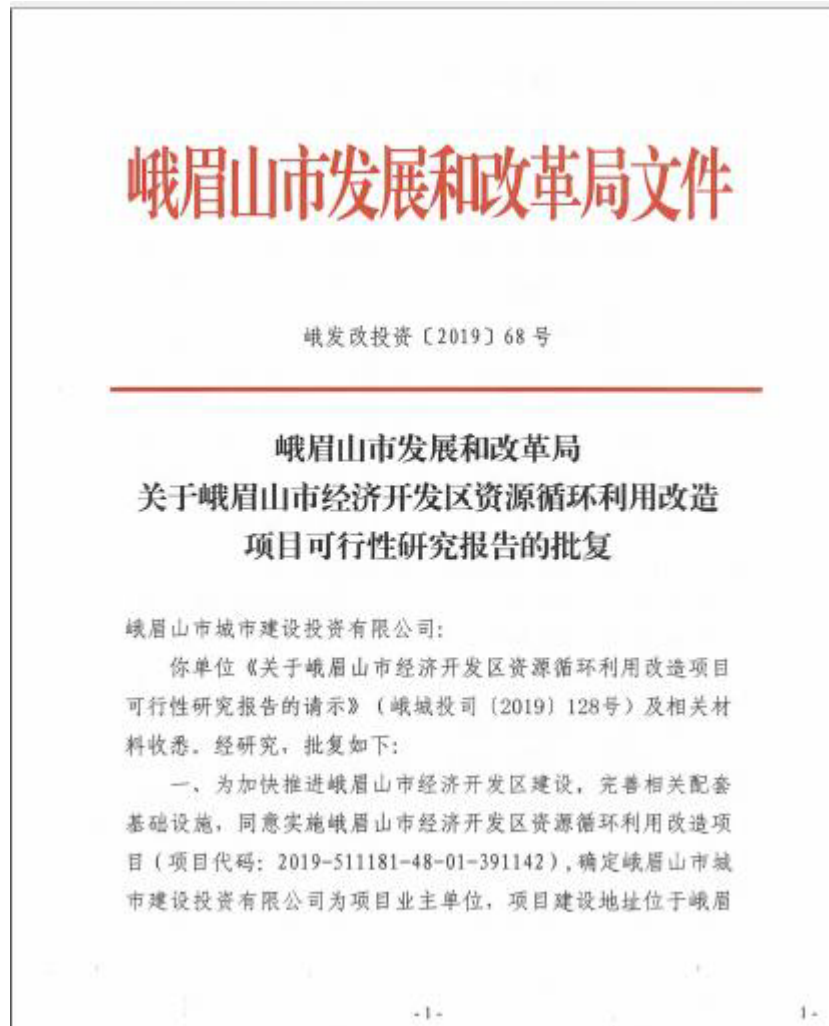 峨眉山市发展和改革局文件
峨发改投资〔2019〕68号
峨眉山市发展和改革局
关于峨眉山市经济开发区资源循环利用改造
项目可行性研究报告的批复
峨眉山市城市建设投资有限公司:
你单位《关于峨眉山市经济开发区资源循环利用改造项目
可行性研究报告的请示》（峨城投司〔2019〕128号）及相关材
料收悉。经研究，批复如下:
一、为加快推进峨眉山市经济开发区建设，完善相关配套
基础设施，同意实施峨眉山市经济开发区资源循环利用改造项
目（项目代码: 2019-511181-48-01-391142）,确定峨眉山市城
市建设投资有限公司为项目业主单位，项目建设地址位于峨眉
-1-
1-